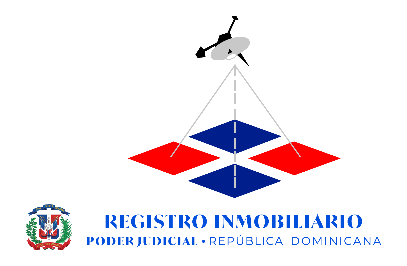 REGISTRO INMOBILIARIO
PODER JUDICIAL • REPÚBLICA DOMINICANA